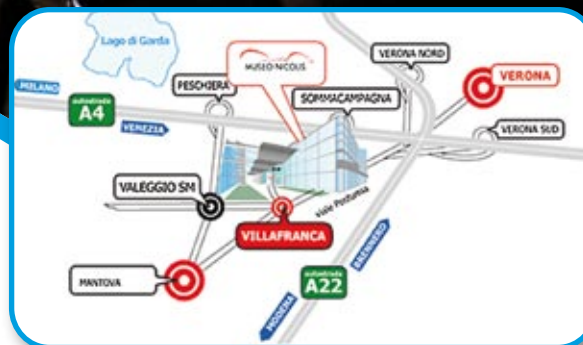 Lago di Garda
MUSEO NICOLIS
VERONA NORD
VERONA
MILANO
PESCHIERA
SOMMACAMPAGNA
autostrada
A4
VENEZIA
VERONA SUD
VALEGGIO SM
viale Postumia
VILLAFRANCA
MANTOVA
autostrada
A22
BRENNERO
MODENA